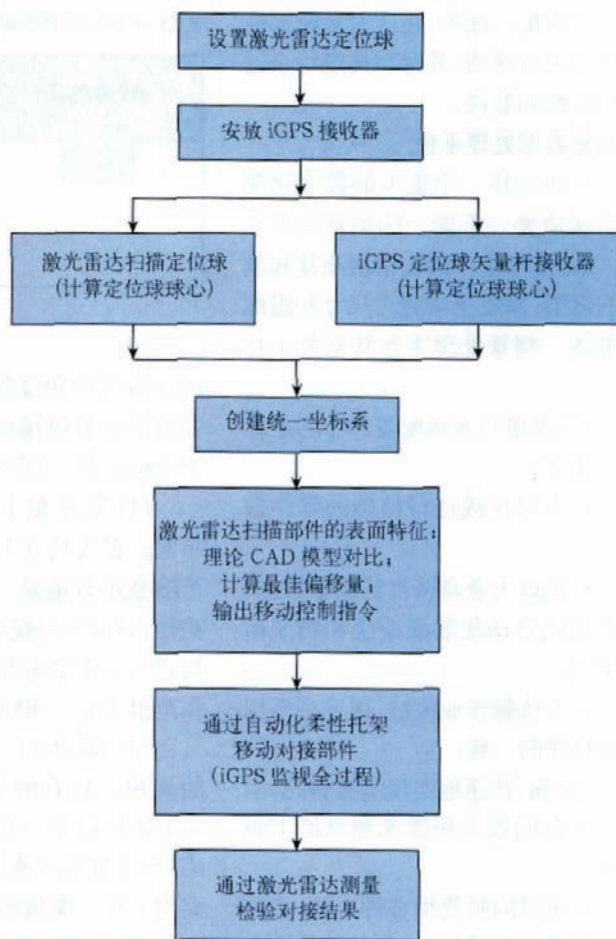 设置激光雷达定位球
安放 iGPS 接收器
激光雷达扫描定位球
(计算定位球球心)
iGPS 定位球矢量杆接收器
(计算定位球球心)
创建统一坐标系
激光雷达扫描部件的表面特征：
理论 CAD 模型对比；
计算最佳偏移量；
输出移动控制指令
通过自动化柔性托架
移动对接部件
(iGPS 监视全过程)
通过激光雷达测量
检验对接结果